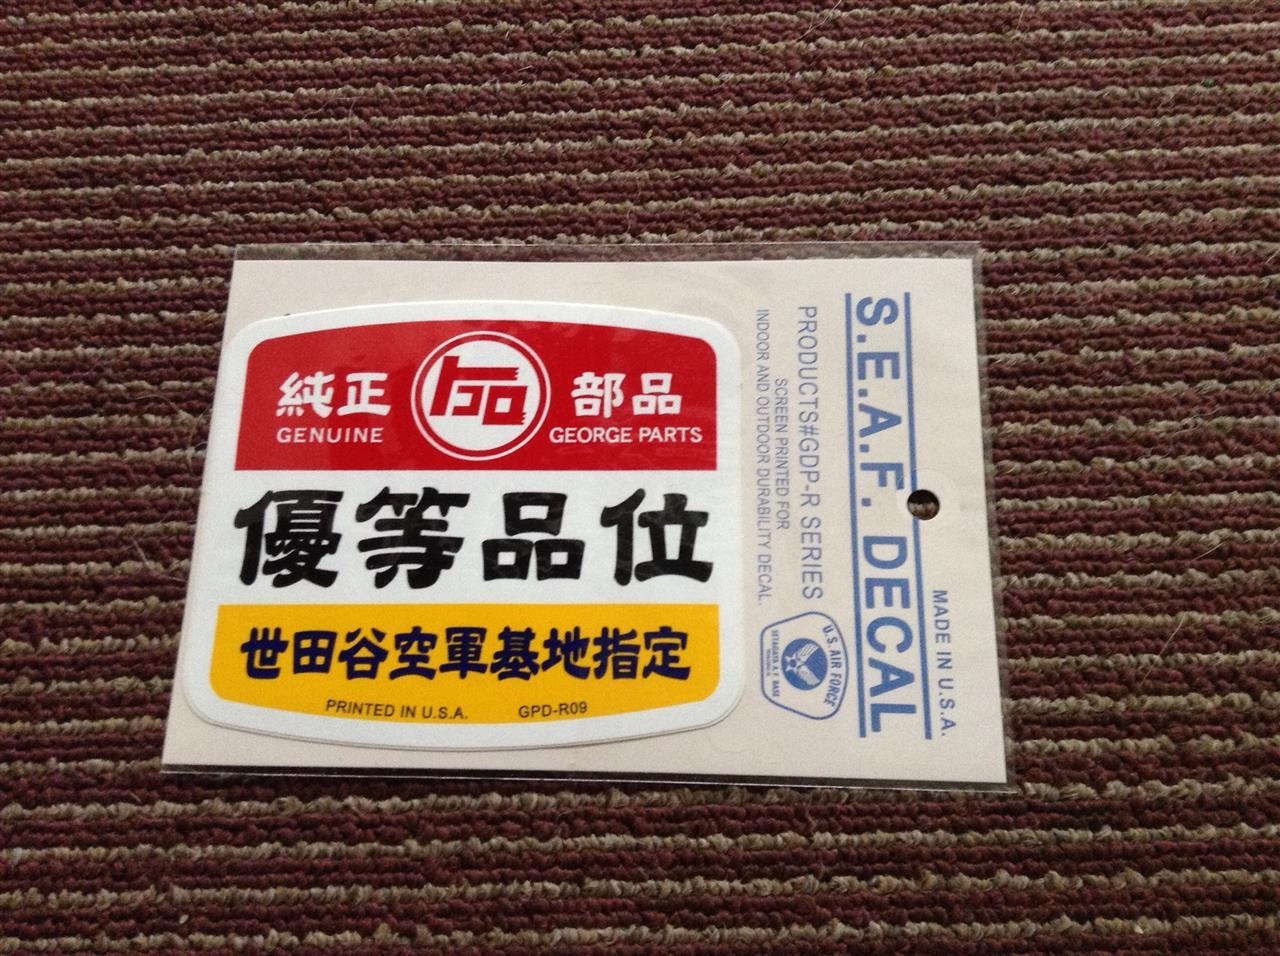 純正 部品
GENUINE GEORGE PARTS
優等品位
世田谷空軍基地指定
PRINTED IN U.S.A. GPD-R09
MADE IN U.S.A.
S.E.A.F. DECAL
PRODUCTS#GDP-R SERIES
SCREEN PRINTED FOR
INDOOR AND OUTDOOR DURABILITY DECAL.
U.S. AIR FORCE
SETAGAYA A.F. BASE